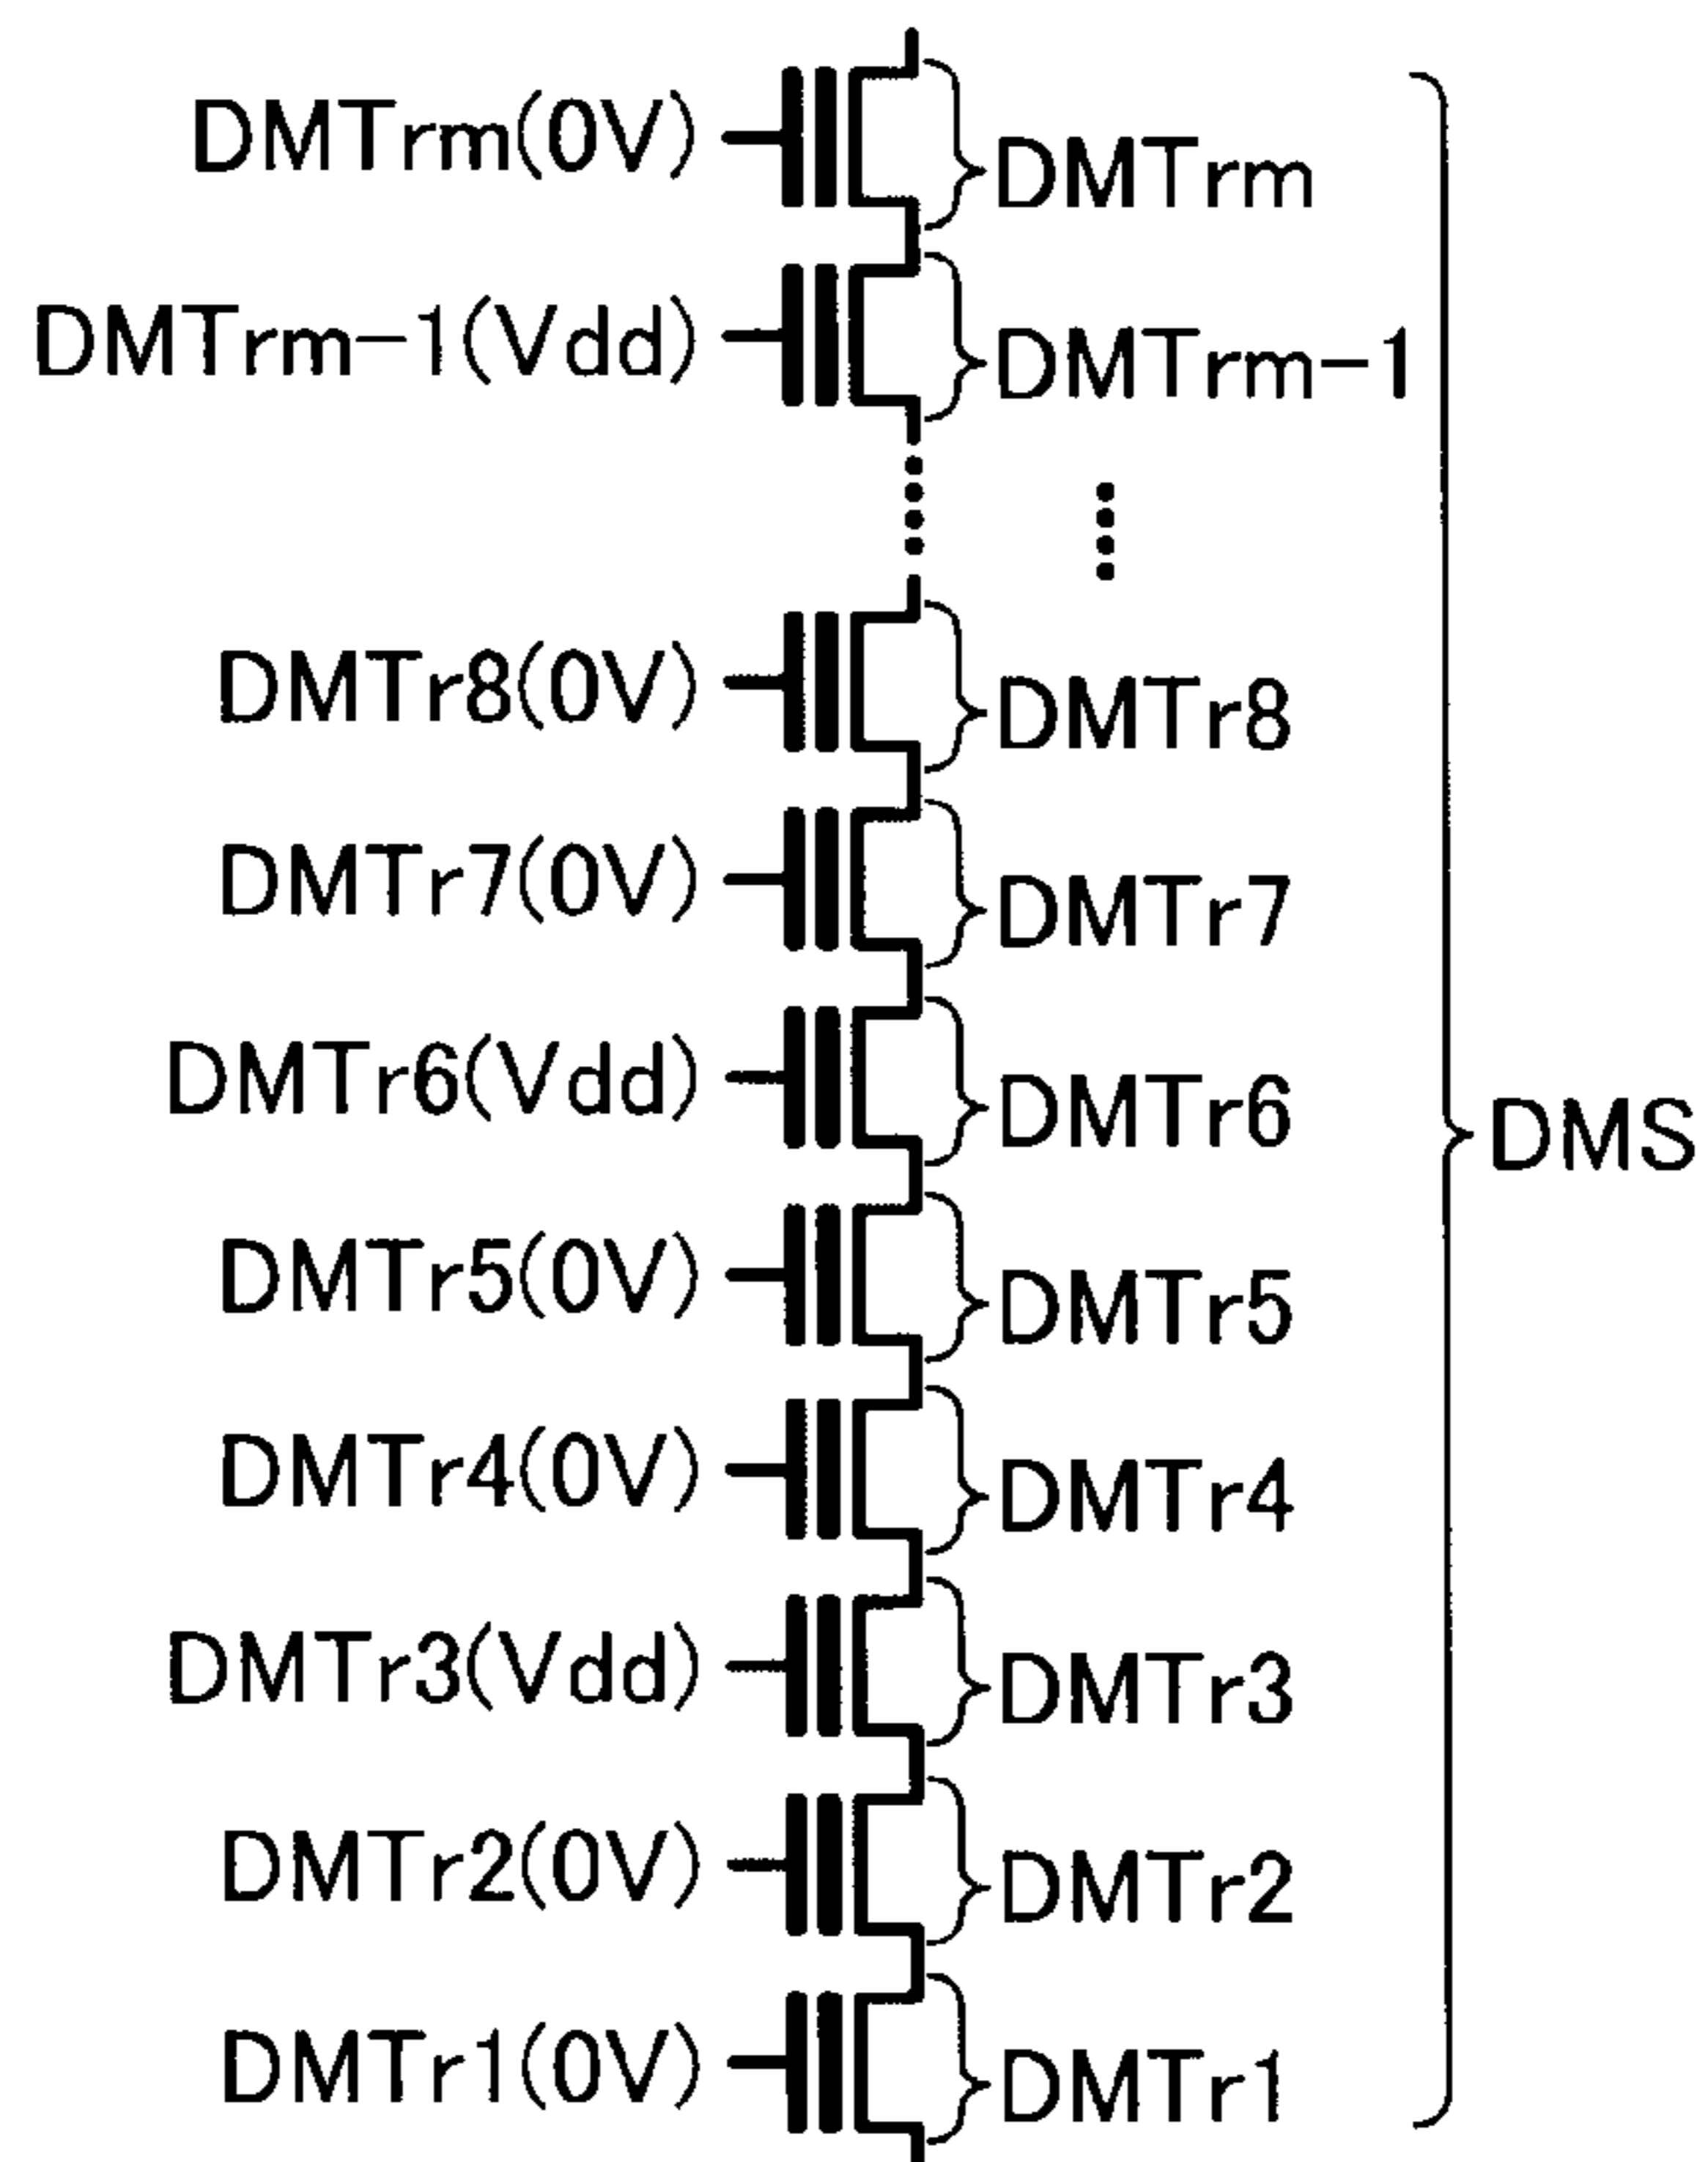 DMTrm(0V)
DMTrm
DMTrm-1(Vdd)
DMTrm-1
DMTr8(0V)
DMTr8
DMTr7(0V)
DMTr7
DMTr6(Vdd)
DMTr6
DMS
DMTr5(0V)
DMTr5
DMTr4(0V)
DMTr4
DMTr3(Vdd)
DMTr3
DMTr2(0V)
DMTr2
DMTr1(0V)
DMTr1